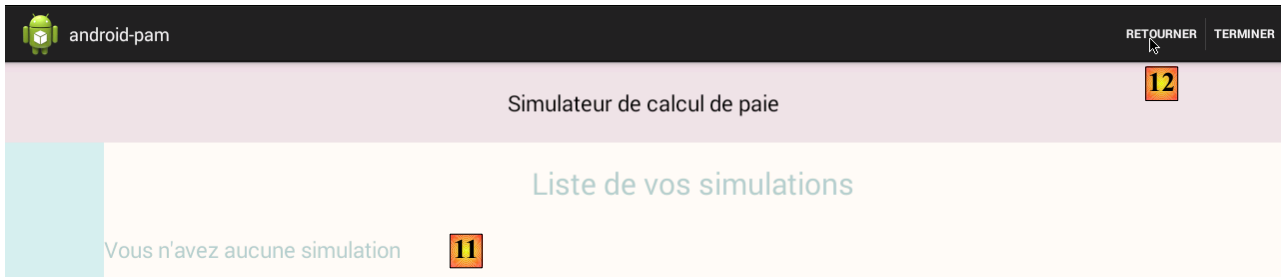 android-pam RETOURNER TERMINER
12
Simulateur de calcul de paie
Liste de vos simulations
Vous n'avez aucune simulation 11